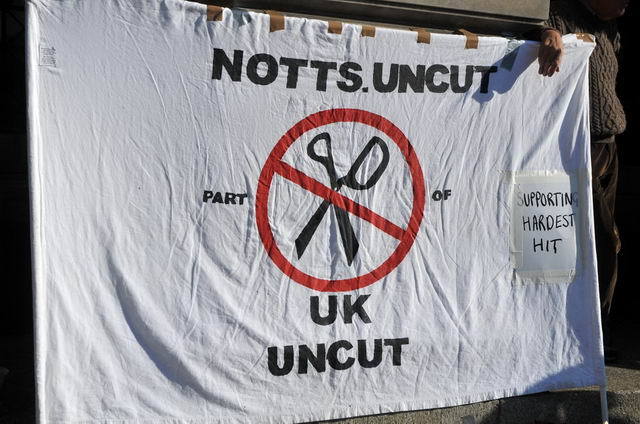 NOTTS.UNCUT
PART OF
UK
UNCUT
SUPPORTING
HARDEST
HIT